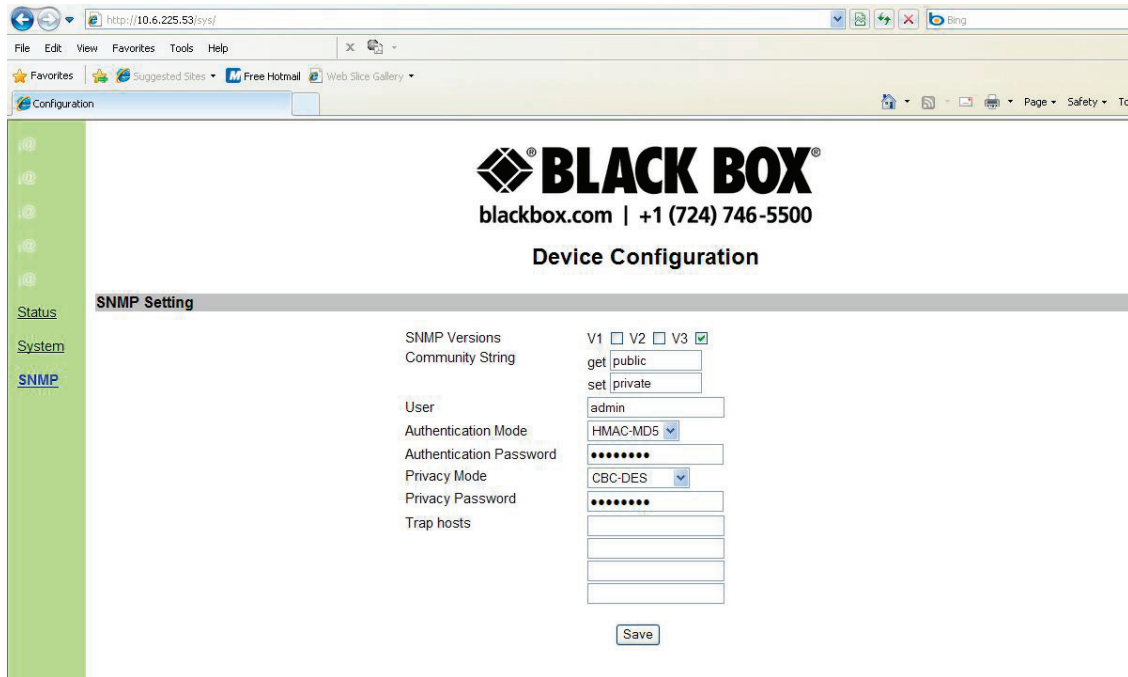 http://10.6.225.53/sys/
Bing
File Edit View Favorites Tools Help
Favorites Suggested Sites Free Hotmail Web Slice Gallery
Configuration Page Safety To
¡@
¡@
¡@
¡@
¡@
Status
System
SNMP
®BLACK BOX®
blackbox.com | +1 (724) 746-5500
Device Configuration
SNMP Setting
SNMP Versions V1 V2 V3
Community String get public
set private
User admin
Authentication Mode HMAC-MD5
Authentication Password ••••••••
Privacy Mode CBC-DES
Privacy Password ••••••••
Trap hosts
Save